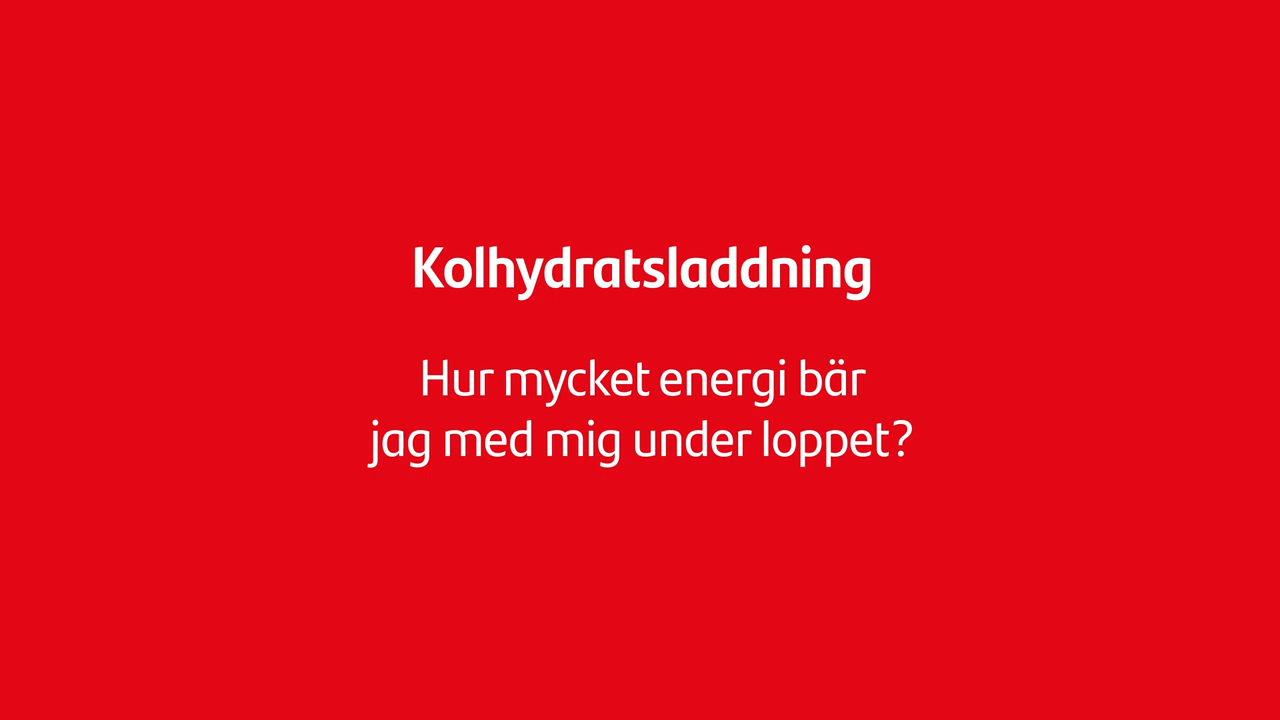 Kolhydratsladdning
Hur mycket energi bär
jag med mig under loppet?